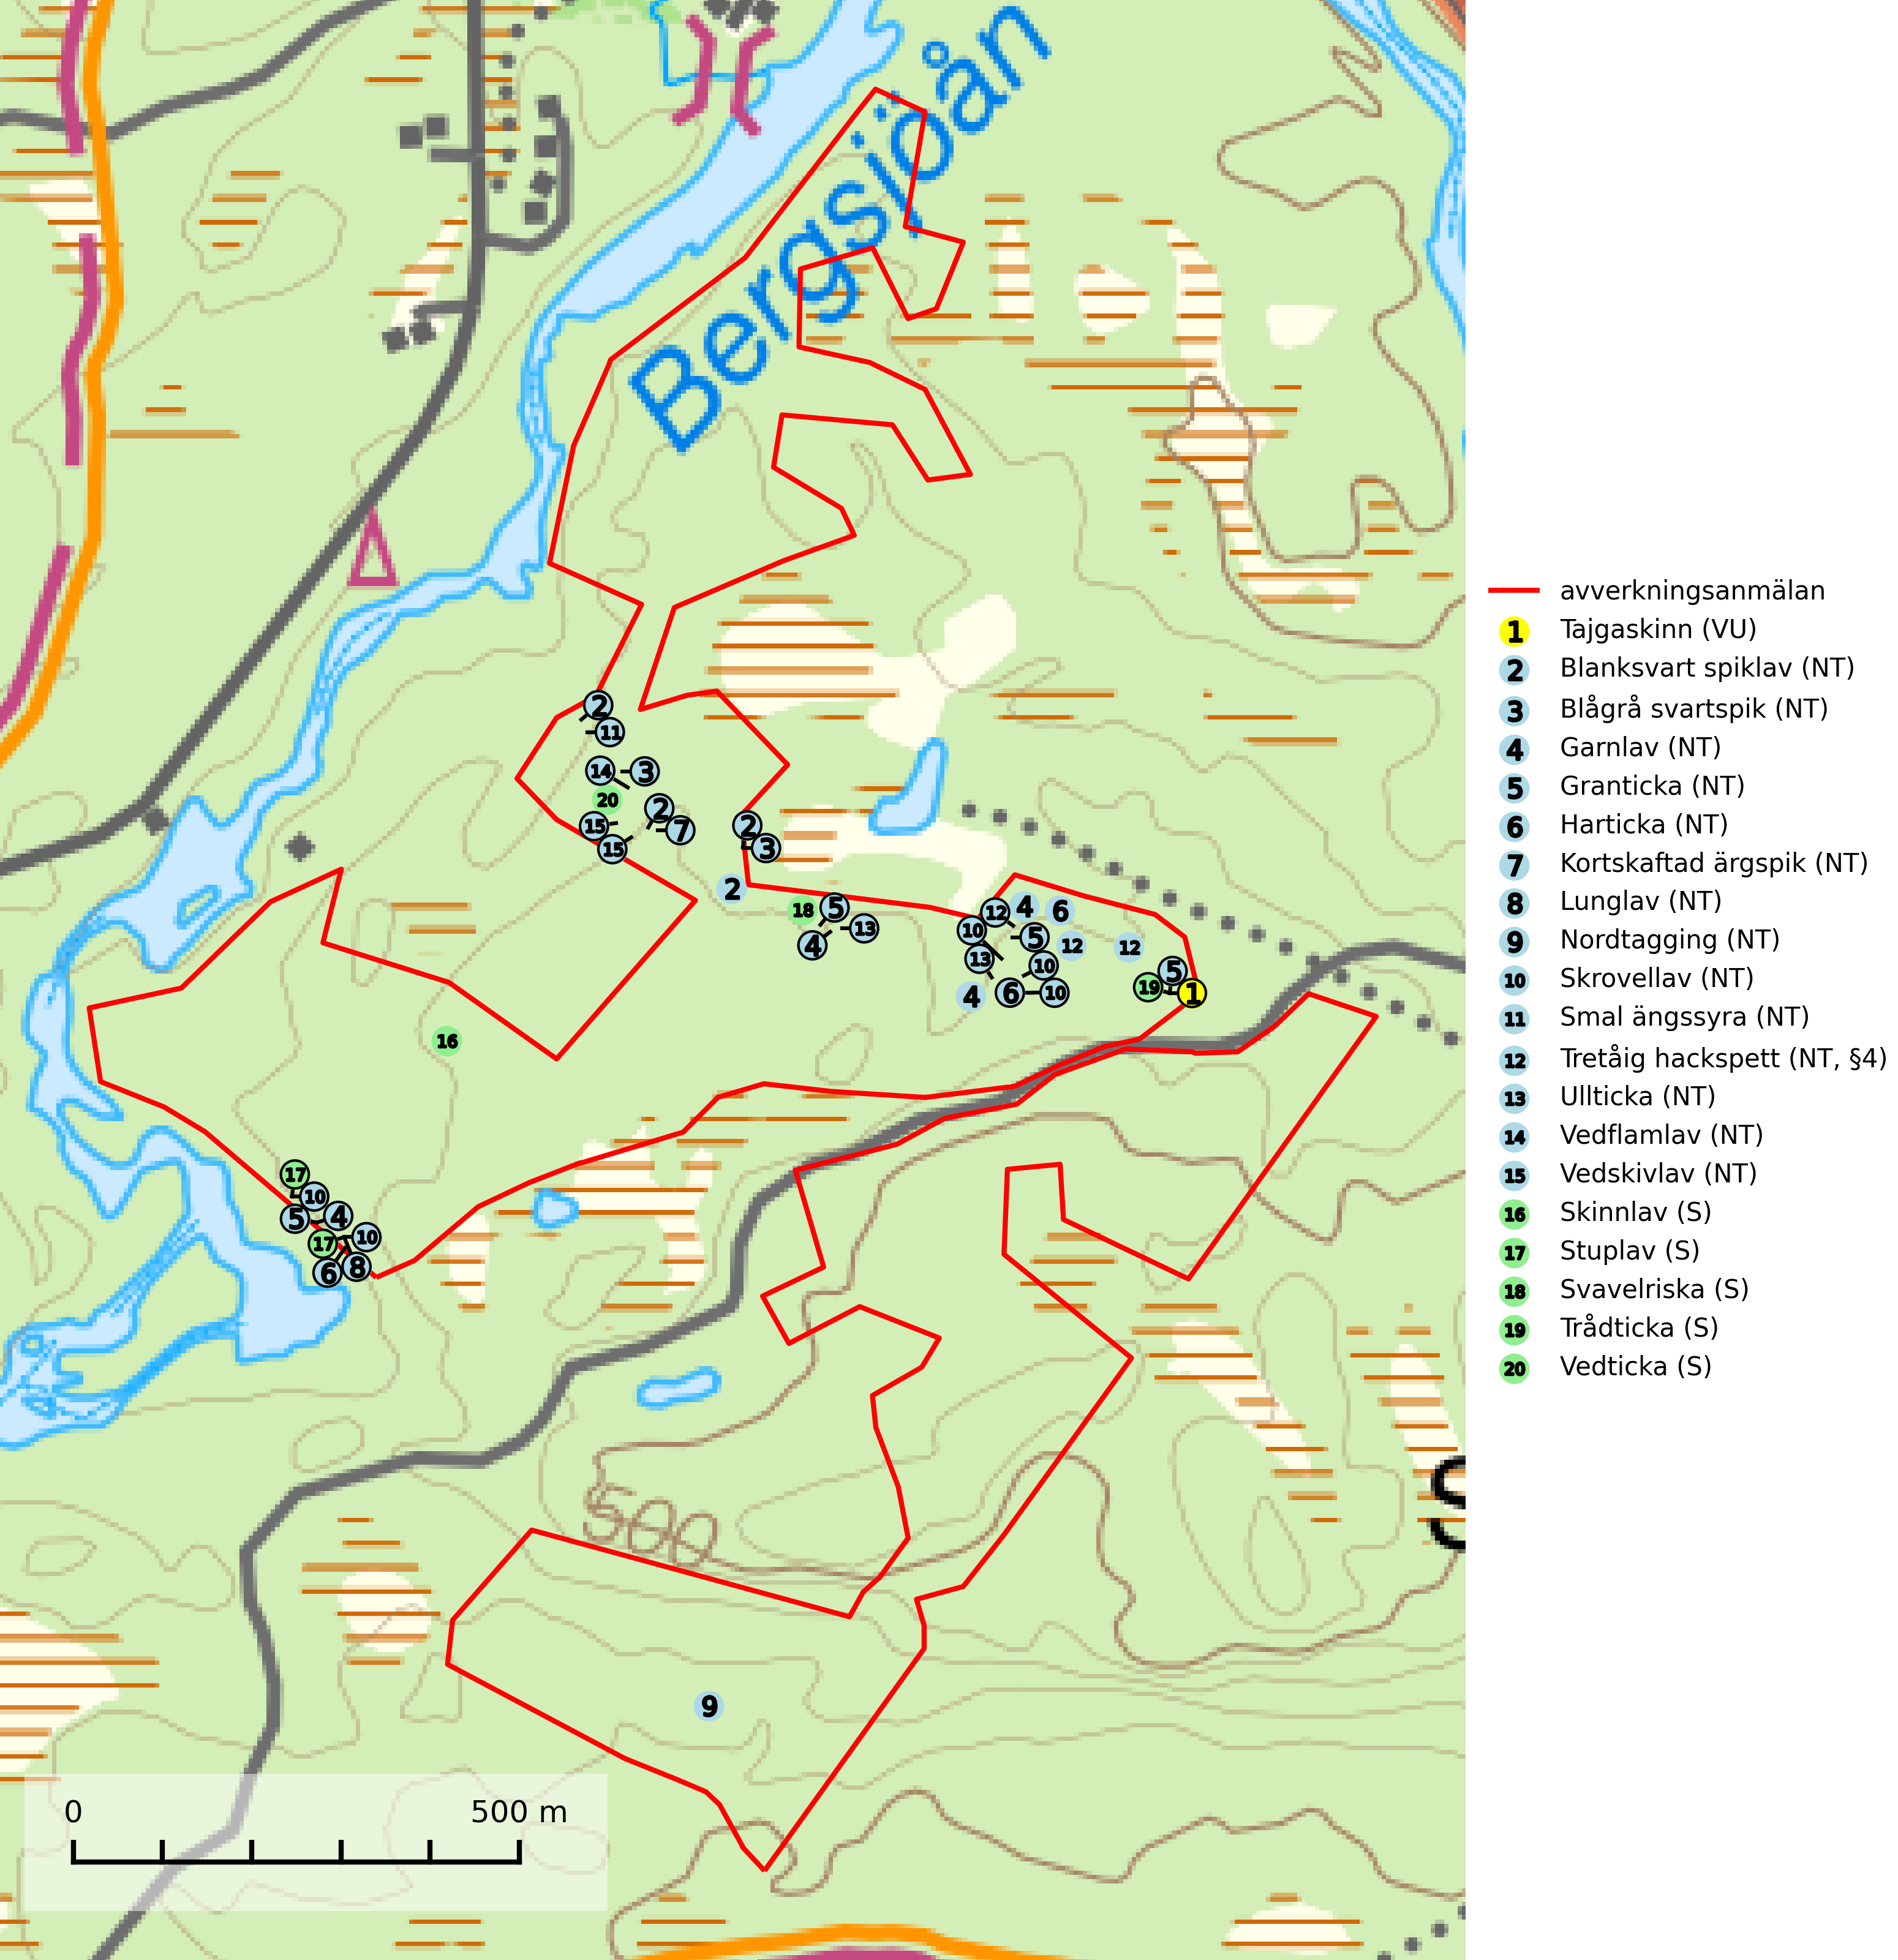 Bergsjöån
2
11
14
3
20
2
15
7
15
2
3
2
18
5
13
4
12
4
6
10
5
12
12
13
10
5
19
1
4
6
10
16
17
10
5
4
17
10
6
8
500
9
0
500 m
avverkningsanmälan
1 Tajgaskinn (VU)
2 Blanksvart spiklav (NT)
3 Blågrå svartspik (NT)
4 Garnlav (NT)
5 Granticka (NT)
6 Harticka (NT)
7 Kortskaftad ärgspik (NT)
8 Lunglav (NT)
9 Nordtagging (NT)
10 Skrovellav (NT)
11 Smal ängssyra (NT)
12 Tretåig hackspett (NT, §4)
13 Ullticka (NT)
14 Vedflamlav (NT)
15 Vedskivlav (NT)
16 Skinnlav (S)
17 Stuplav (S)
18 Svavelriska (S)
19 Trådticka (S)
20 Vedticka (S)